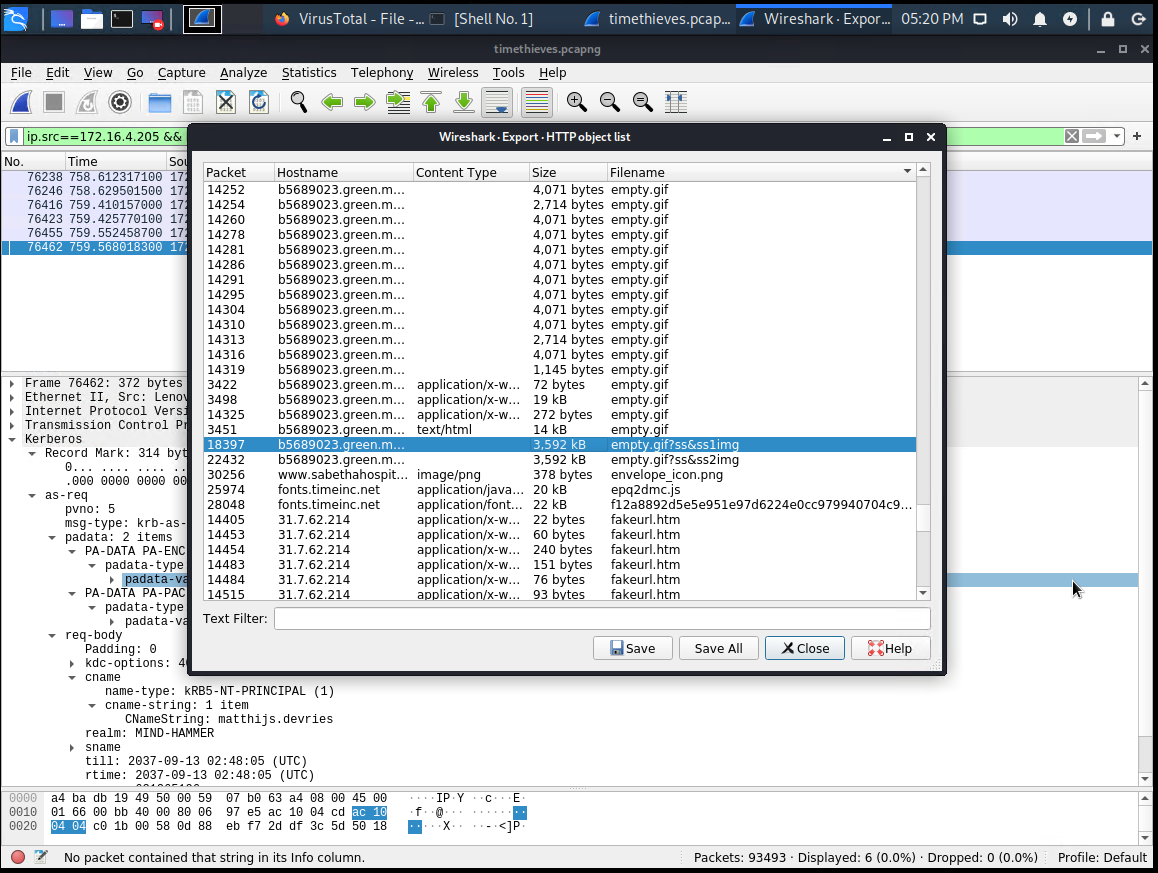 VirusTotal - File -... [Shell No. 1] timethieves.pcap... Wireshark · Expor... 05:20 PM
timethieves.pcapng
File Edit View Go Capture Analyze Statistics Telephony Wireless Tools Help
ip.src==172.16.4.205 &&
No. Time Sou
76238 758.612317100 172
76246 758.629501500 172
76416 759.410157000 172
76423 759.425770100 172
76455 759.552458700 172
76462 759.568018300 172
Wireshark · Export · HTTP object list
Packet Hostname Content Type Size Filename
14252 b5689023.green.m... 4,071 bytes empty.gif
14254 b5689023.green.m... 2,714 bytes empty.gif
14260 b5689023.green.m... 4,071 bytes empty.gif
14278 b5689023.green.m... 4,071 bytes empty.gif
14281 b5689023.green.m... 4,071 bytes empty.gif
14286 b5689023.green.m... 4,071 bytes empty.gif
14291 b5689023.green.m... 4,071 bytes empty.gif
14295 b5689023.green.m... 4,071 bytes empty.gif
14304 b5689023.green.m... 4,071 bytes empty.gif
14310 b5689023.green.m... 4,071 bytes empty.gif
14313 b5689023.green.m... 2,714 bytes empty.gif
14316 b5689023.green.m... 4,071 bytes empty.gif
14319 b5689023.green.m... 1,145 bytes empty.gif
3422 b5689023.green.m... application/x-w... 72 bytes empty.gif
3498 b5689023.green.m... application/x-w... 19 kB empty.gif
14325 b5689023.green.m... application/x-w... 272 bytes empty.gif
3451 b5689023.green.m... text/html 14 kB empty.gif
18397 b5689023.green.m... 3,592 kB empty.gif?ss&ss1img
22432 b5689023.green.m... 3,592 kB empty.gif?ss&ss2img
30256 www.sabethahospit... image/png 378 bytes envelope_icon.png
25974 fonts.timeinc.net application/java... 20 kB epq2dmc.js
28048 fonts.timeinc.net application/font... 22 kB f12a8892d5e5e951e97d6224e0cc979940704c9...
14405 31.7.62.214 application/x-w... 22 bytes fakeurl.htm
14453 31.7.62.214 application/x-w... 60 bytes fakeurl.htm
14454 31.7.62.214 application/x-w... 240 bytes fakeurl.htm
14483 31.7.62.214 application/x-w... 151 bytes fakeurl.htm
14484 31.7.62.214 application/x-w... 76 bytes fakeurl.htm
14515 31.7.62.214 application/x-w... 93 bytes fakeurl.htm
Text Filter:
Save Save All Close Help
Frame 76462: 372 bytes
Ethernet II, Src: Lenov
Internet Protocol Versi
Transmission Control Pr
Kerberos
Record Mark: 314 byt
0... .... .... ....
.000 0000 0000 0000
as-req
pvno: 5
msg-type: krb-as-
padata: 2 items
PA-DATA PA-ENC
padata-type
padata-va
PA-DATA PA-PAC
padata-type
padata-va
req-body
Padding: 0
kdc-options: 40
cname
name-type: kRB5-NT-PRINCIPAL (1)
cname-string: 1 item
CNameString: matthijs.devries
realm: MIND-HAMMER
sname
till: 2037-09-13 02:48:05 (UTC)
rtime: 2037-09-13 02:48:05 (UTC)
0000 a4 ba db 19 49 50 00 59 07 b0 63 a4 08 00 45 00 ····IP·Y ··c···E·
0010 01 66 00 bb 40 00 80 06 97 e5 ac 10 04 cd ac 10 ·f··@··· ········
0020 04 04 c0 1b 00 58 0d 88 eb f7 2d df 3c 5d 50 18 ·····X·· ··-·<]P·
No packet contained that string in its Info column. Packets: 93493 · Displayed: 6 (0.0%) · Dropped: 0 (0.0%) Profile: Default